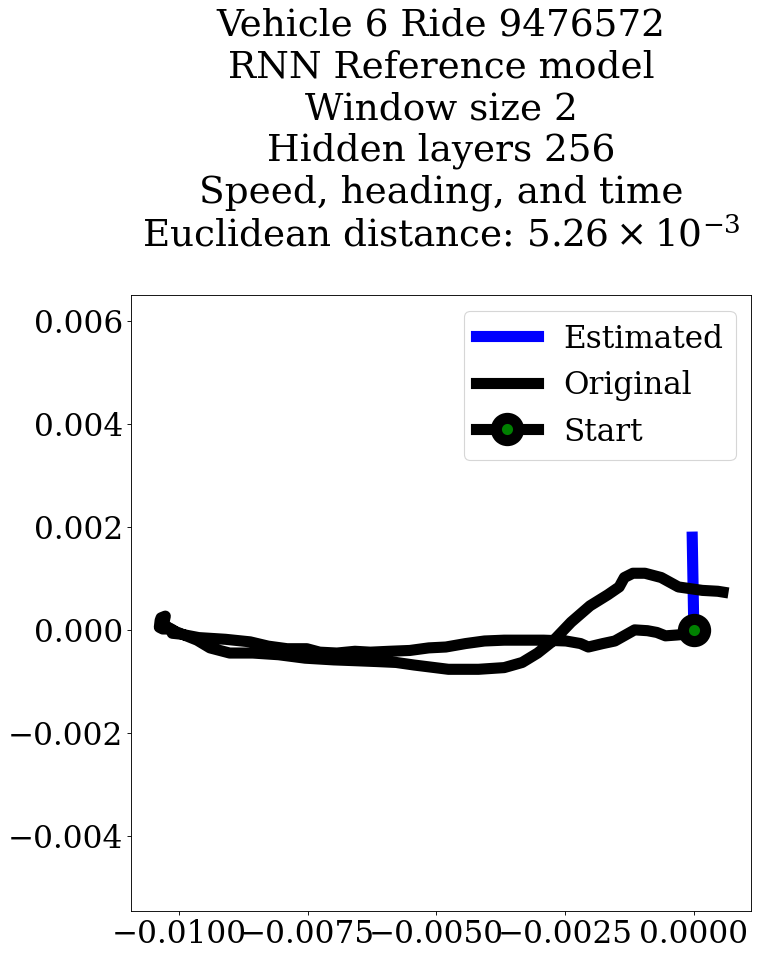 Vehicle 6 Ride 9476572
RNN Reference model
Window size 2
Hidden layers 256
Speed, heading, and time
Euclidean distance: 5.26 × 10⁻³
Estimated
Original
Start
0.006
0.004
0.002
0.000
−0.002
−0.004
−0.0100 −0.0075 −0.0050 −0.0025 0.0000